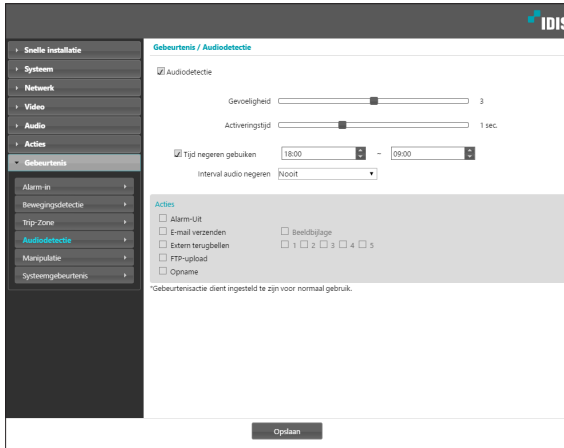 IDIS
Snelle installatie
Systeem
Netwerk
Video
Audio
Acties
Gebeurtenis
Alarm-in
Bewegingsdetectie
Trip-Zone
Audiodetectie
Manipulatie
Systeemgebeurtenis
Gebeurtenis / Audiodetectie
Audiodetectie
Gevoeligheid 3
Activeringstijd 1 sec.
Tijd negeren gebuiken 18:00 ~ 09:00
Interval audio negeren Nooit
Acties
Alarm-Uit
E-mail verzenden Beeldbijlage
Extern terugbellen 1 2 3 4 5
FTP-upload
Opname
*Gebeurtenisactie dient ingesteld te zijn voor normaal gebruik.
Opslaan